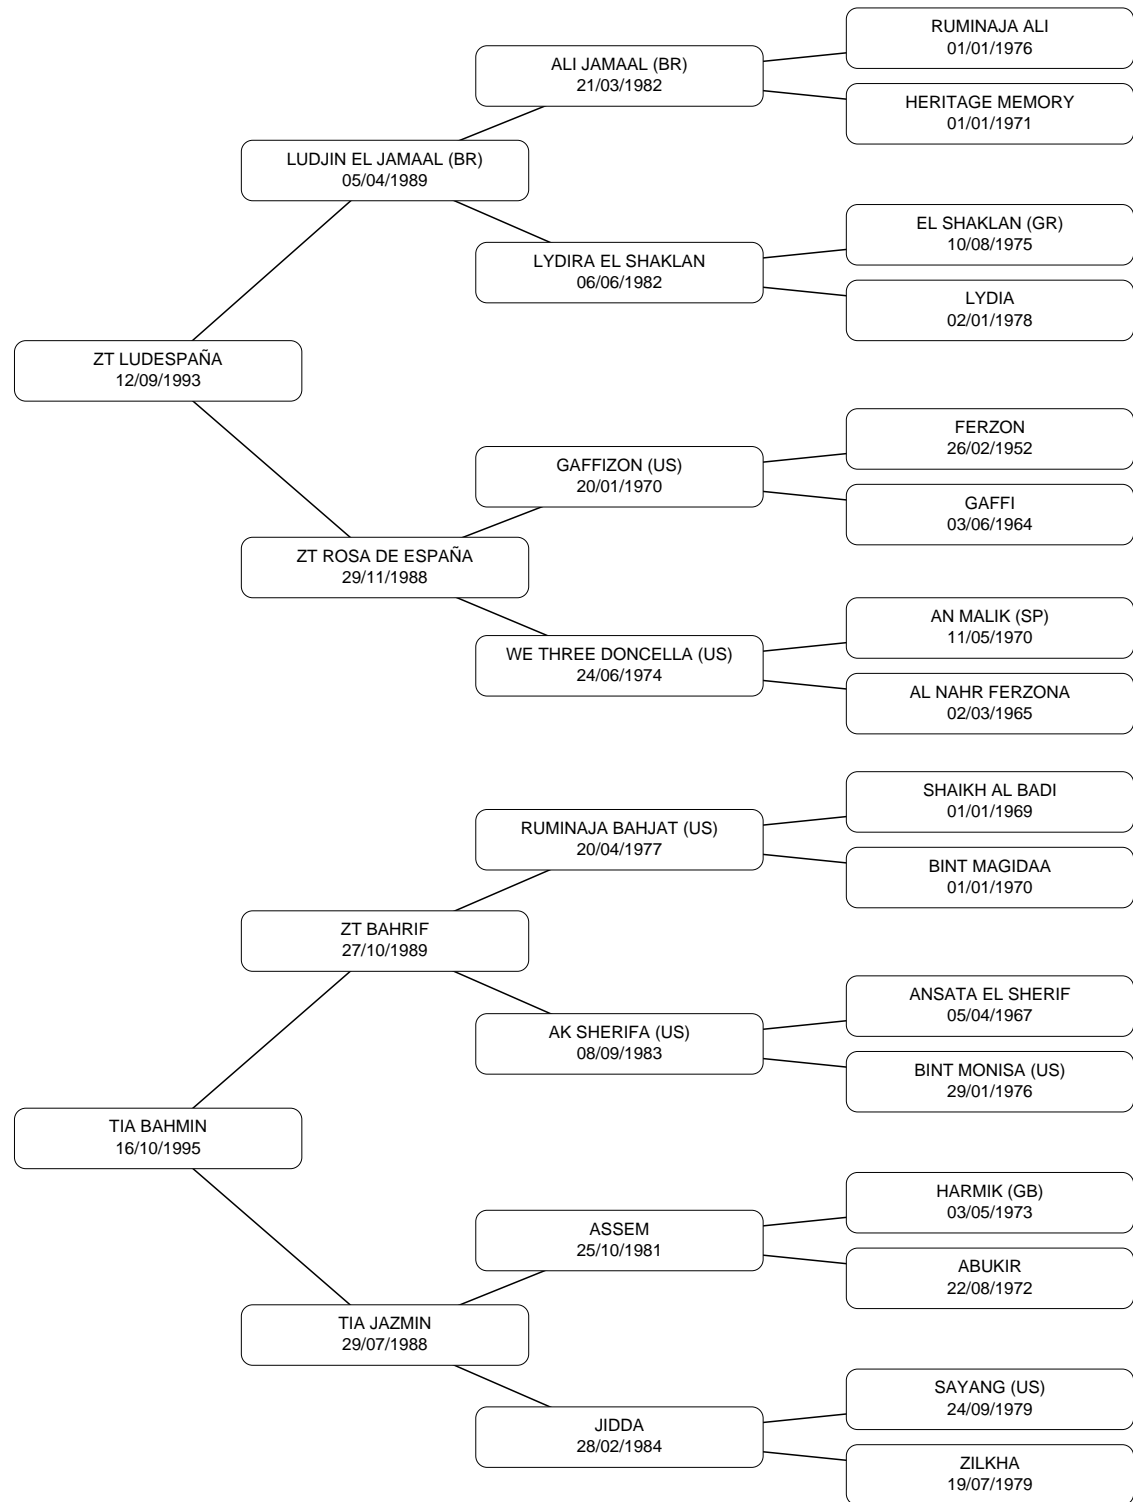 RUMINAJA ALI
01/01/1976
ALI JAMAAL (BR)
21/03/1982
HERITAGE MEMORY
01/01/1971
LUDJIN EL JAMAAL (BR)
05/04/1989
EL SHAKLAN (GR)
10/08/1975
LYDIRA EL SHAKLAN
06/06/1982
LYDIA
02/01/1978
ZT LUDESPAÑA
12/09/1993
FERZON
26/02/1952
GAFFIZON (US)
20/01/1970
GAFFI
03/06/1964
ZT ROSA DE ESPAÑA
29/11/1988
AN MALIK (SP)
11/05/1970
WE THREE DONCELLA (US)
24/06/1974
AL NAHR FERZONA
02/03/1965
SHAIKH AL BADI
01/01/1969
RUMINAJA BAHJAT (US)
20/04/1977
BINT MAGIDAA
01/01/1970
ZT BAHRIF
27/10/1989
ANSATA EL SHERIF
05/04/1967
AK SHERIFA (US)
08/09/1983
BINT MONISA (US)
29/01/1976
TIA BAHMIN
16/10/1995
HARMIK (GB)
03/05/1973
ASSEM
25/10/1981
ABUKIR
22/08/1972
TIA JAZMIN
29/07/1988
SAYANG (US)
24/09/1979
JIDDA
28/02/1984
ZILKHA
19/07/1979